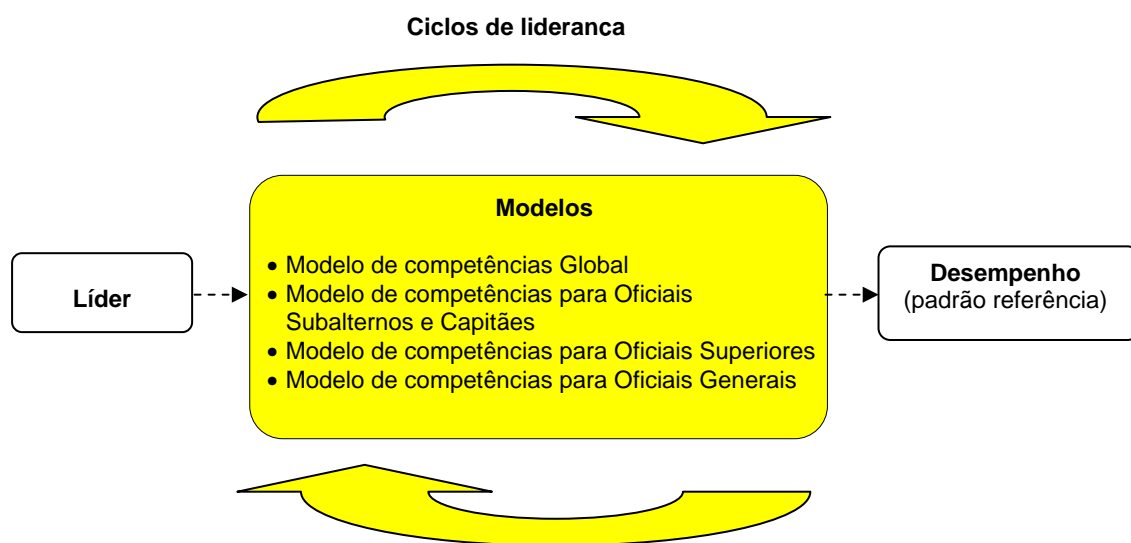 Ciclos de lideranca
Modelos
• Modelo de competências Global
• Modelo de competências para Oficiais
Subalternos e Capitães
• Modelo de competências para Oficiais Superiores
• Modelo de competências para Oficiais Generais
Líder
Desempenho
(padrão referência)